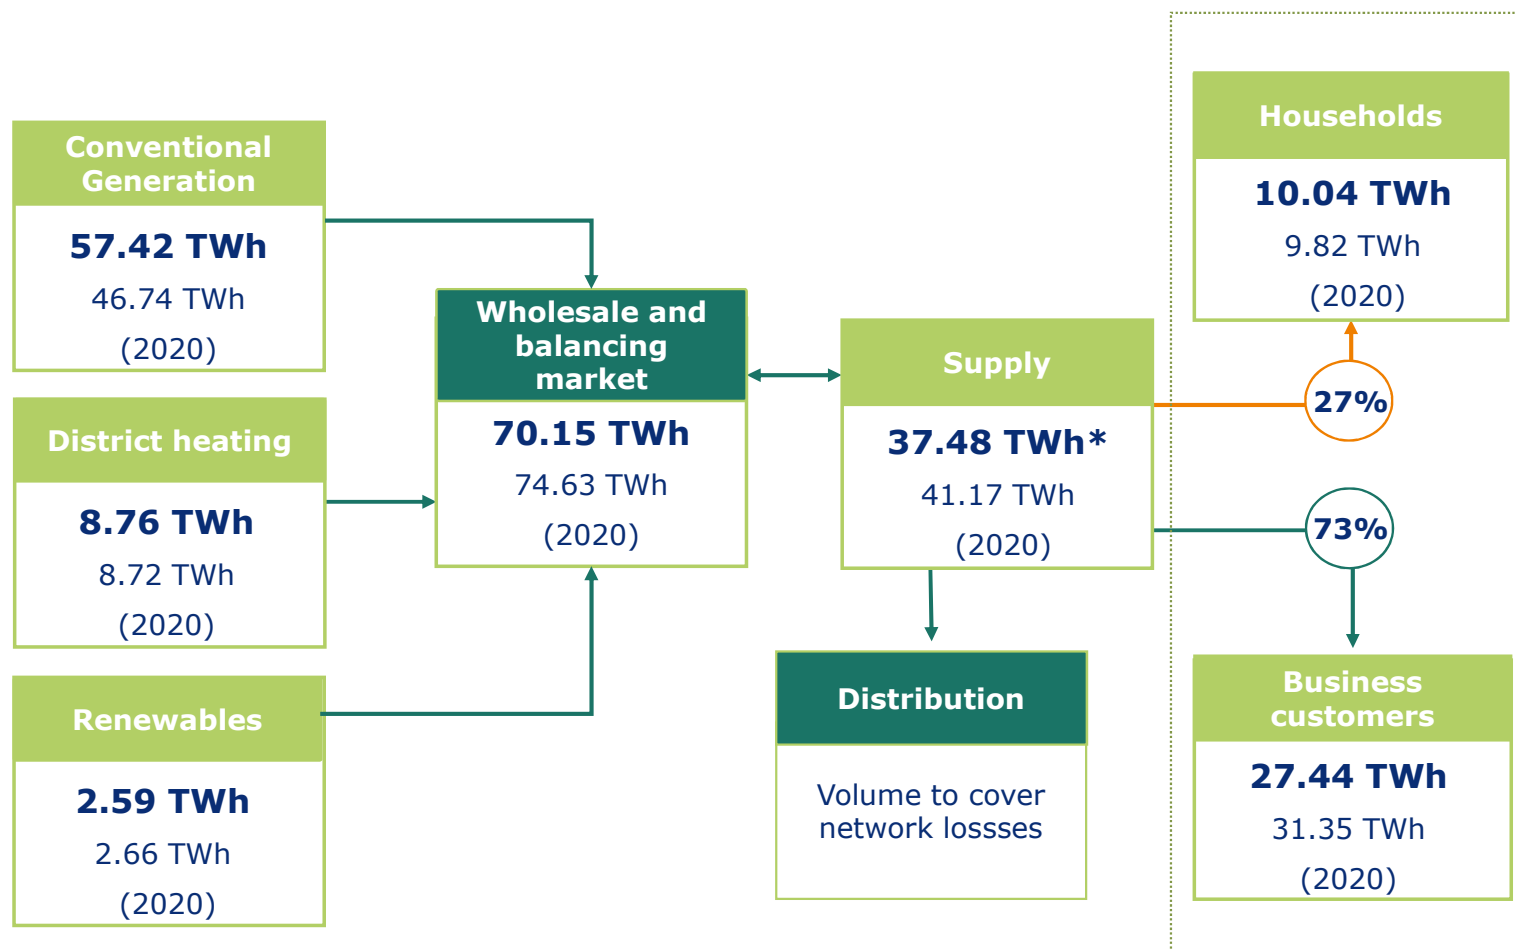 Conventional
Generation
57.42 TWh
46.74 TWh
(2020)
District heating
8.76 TWh
8.72 TWh
(2020)
Renewables
2.59 TWh
2.66 TWh
(2020)
Wholesale and
balancing
market
70.15 TWh
74.63 TWh
(2020)
Supply
37.48 TWh*
41.17 TWh
(2020)
Distribution
Volume to cover
network lossses
Households
10.04 TWh
9.82 TWh
(2020)
27%
73%
Business
customers
27.44 TWh
31.35 TWh
(2020)